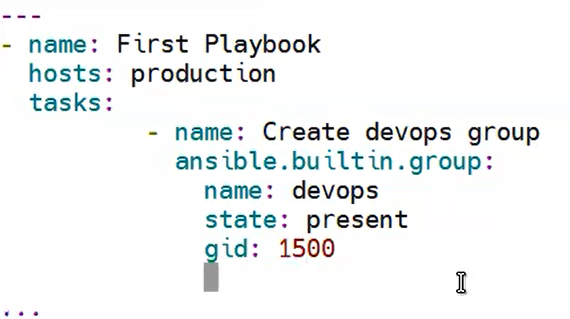 ---
- name: First Playbook
  hosts: production
  tasks:
          - name: Create devops group
            ansible.builtin.group:
              name: devops
              state: present
              gid: 1500
...